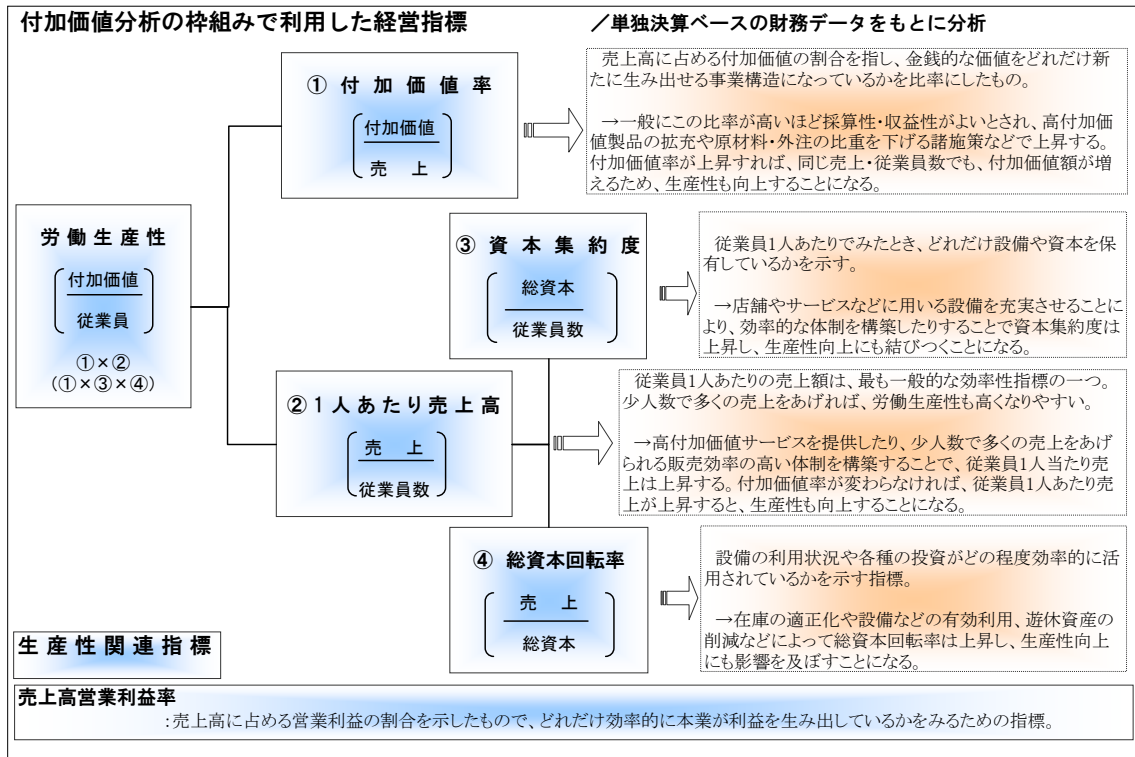 付加価値分析の枠組みで利用した経営指標
／単独決算ベースの財務データをもとに分析
① 付加価値率
付加価値
売 上
売上高に占める付加価値の割合を指し、金銭的な価値をどれだけ新
たに生み出せる事業構造になっているかを比率にしたもの。
→一般にこの比率が高いほど採算性・収益性がよいとされ、高付加価
値製品の拡充や原材料・外注の比重を下げる諸施策などで上昇する。
付加価値率が上昇すれば、同じ売上・従業員数でも、付加価値額が増
えるため、生産性も向上することになる。
労働生産性
付加価値
従業員
①×②
(①×③×④)
③ 資本集約度
総資本
従業員数
従業員1人あたりでみたとき、どれだけ設備や資本を保
有しているかを示す。
→店舗やサービスなどに用いる設備を充実させることに
より、効率的な体制を構築したりすることで資本集約度は
上昇し、生産性向上にも結びつくことになる。
②1人あたり売上高
売 上
従業員数
従業員1人あたりの売上額は、最も一般的な効率性指標の一つ。
少人数で多くの売上をあげれば、労働生産性も高くなりやすい。
→高付加価値サービスを提供したり、少人数で多くの売上をあげ
られる販売効率の高い体制を構築することで、従業員1人当たり売
上は上昇する。付加価値率が変わらなければ、従業員1人あたり売
上が上昇すると、生産性も向上することになる。
④ 総資本回転率
売 上
総資本
設備の利用状況や各種の投資がどの程度効率的に活
用されているかを示す指標。
→在庫の適正化や設備などの有効利用、遊休資産の
削減などによって総資本回転率は上昇し、生産性向上
にも影響を及ぼすことになる。
生産性関連指標
売上高営業利益率
:売上高に占める営業利益の割合を示したもので、どれだけ効率的に本業が利益を生み出しているかをみるための指標。